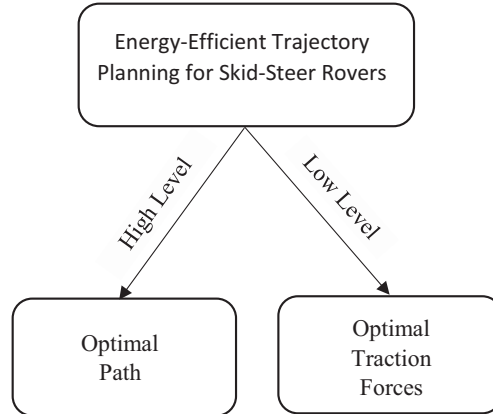 Energy-Efficient Trajectory
Planning for Skid-Steer Rovers
High Level
Low Level
Optimal
Path
Optimal
Traction
Forces